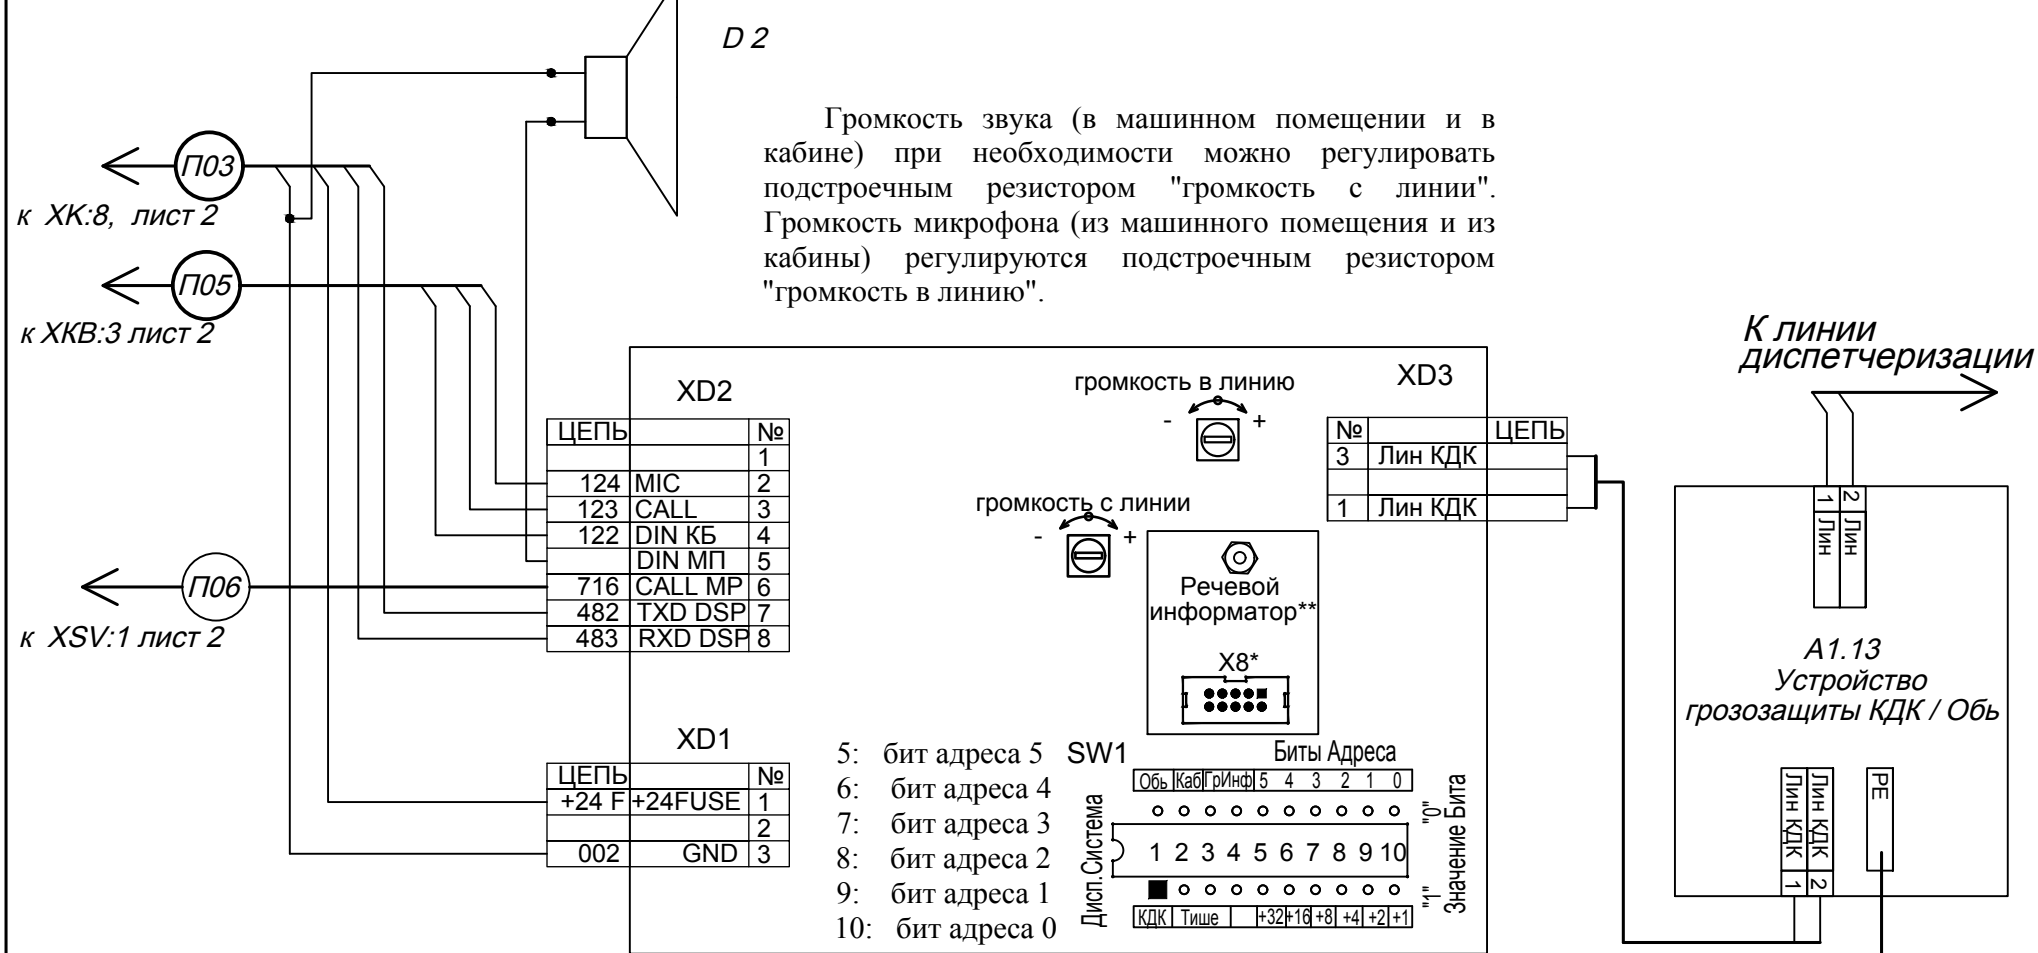 D 2
Громкость звука (в машинном помещении и в
кабине) при необходимости можно регулировать
подстроечным резистором "громкость с линии".
Громкость микрофона (из машинного помещения и из
кабины) регулируются подстроечным резистором
"громкость в линию".
П03
к ХК:8, лист 2
П05
к ХКВ:3 лист 2
П06
к XSV:1 лист 2
К линии
диспетчеризации
XD2
ЦЕПЬ №
1
124 MIC 2
123 CALL 3
122 DIN КБ 4
DIN МП 5
716 CALL MP 6
482 TXD DSP 7
483 RXD DSP 8
XD1
ЦЕПЬ №
+24 F +24FUSE 1
2
002 GND 3
громкость в линию
- +
громкость с линии
- +
XD3
№ ЦЕПЬ
3 Лин КДК
1 Лин КДК
Речевой
информатор**
X8*
5: бит адреса 5
6: бит адреса 4
7: бит адреса 3
8: бит адреса 2
9: бит адреса 1
10: бит адреса 0
SW1
Биты Адреса
Обь Каб ГрИнф 5 4 3 2 1 0
Дисп.Система
1 2 3 4 5 6 7 8 9 10
"0"
"1"
Значение Бита
КДК Тише +32 +16 +8 +4 +2 +1
1 Лин
2 Лин
А1.13
Устройство
грозозащиты КДК / Обь
Лин КДК 1
Лин КДК 2
PE